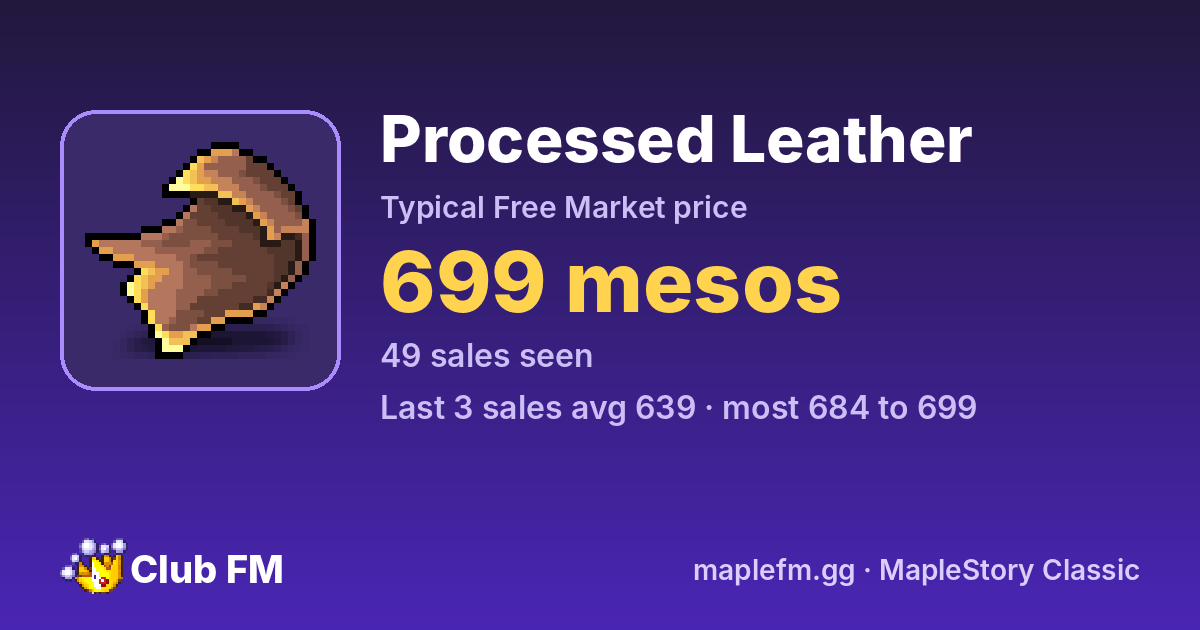 Processed Leather
Typical Free Market price
699 mesos
49 sales seen
Last 3 sales avg 639 · most 684 to 699
Club FM
maplefm.gg · MapleStory Classic